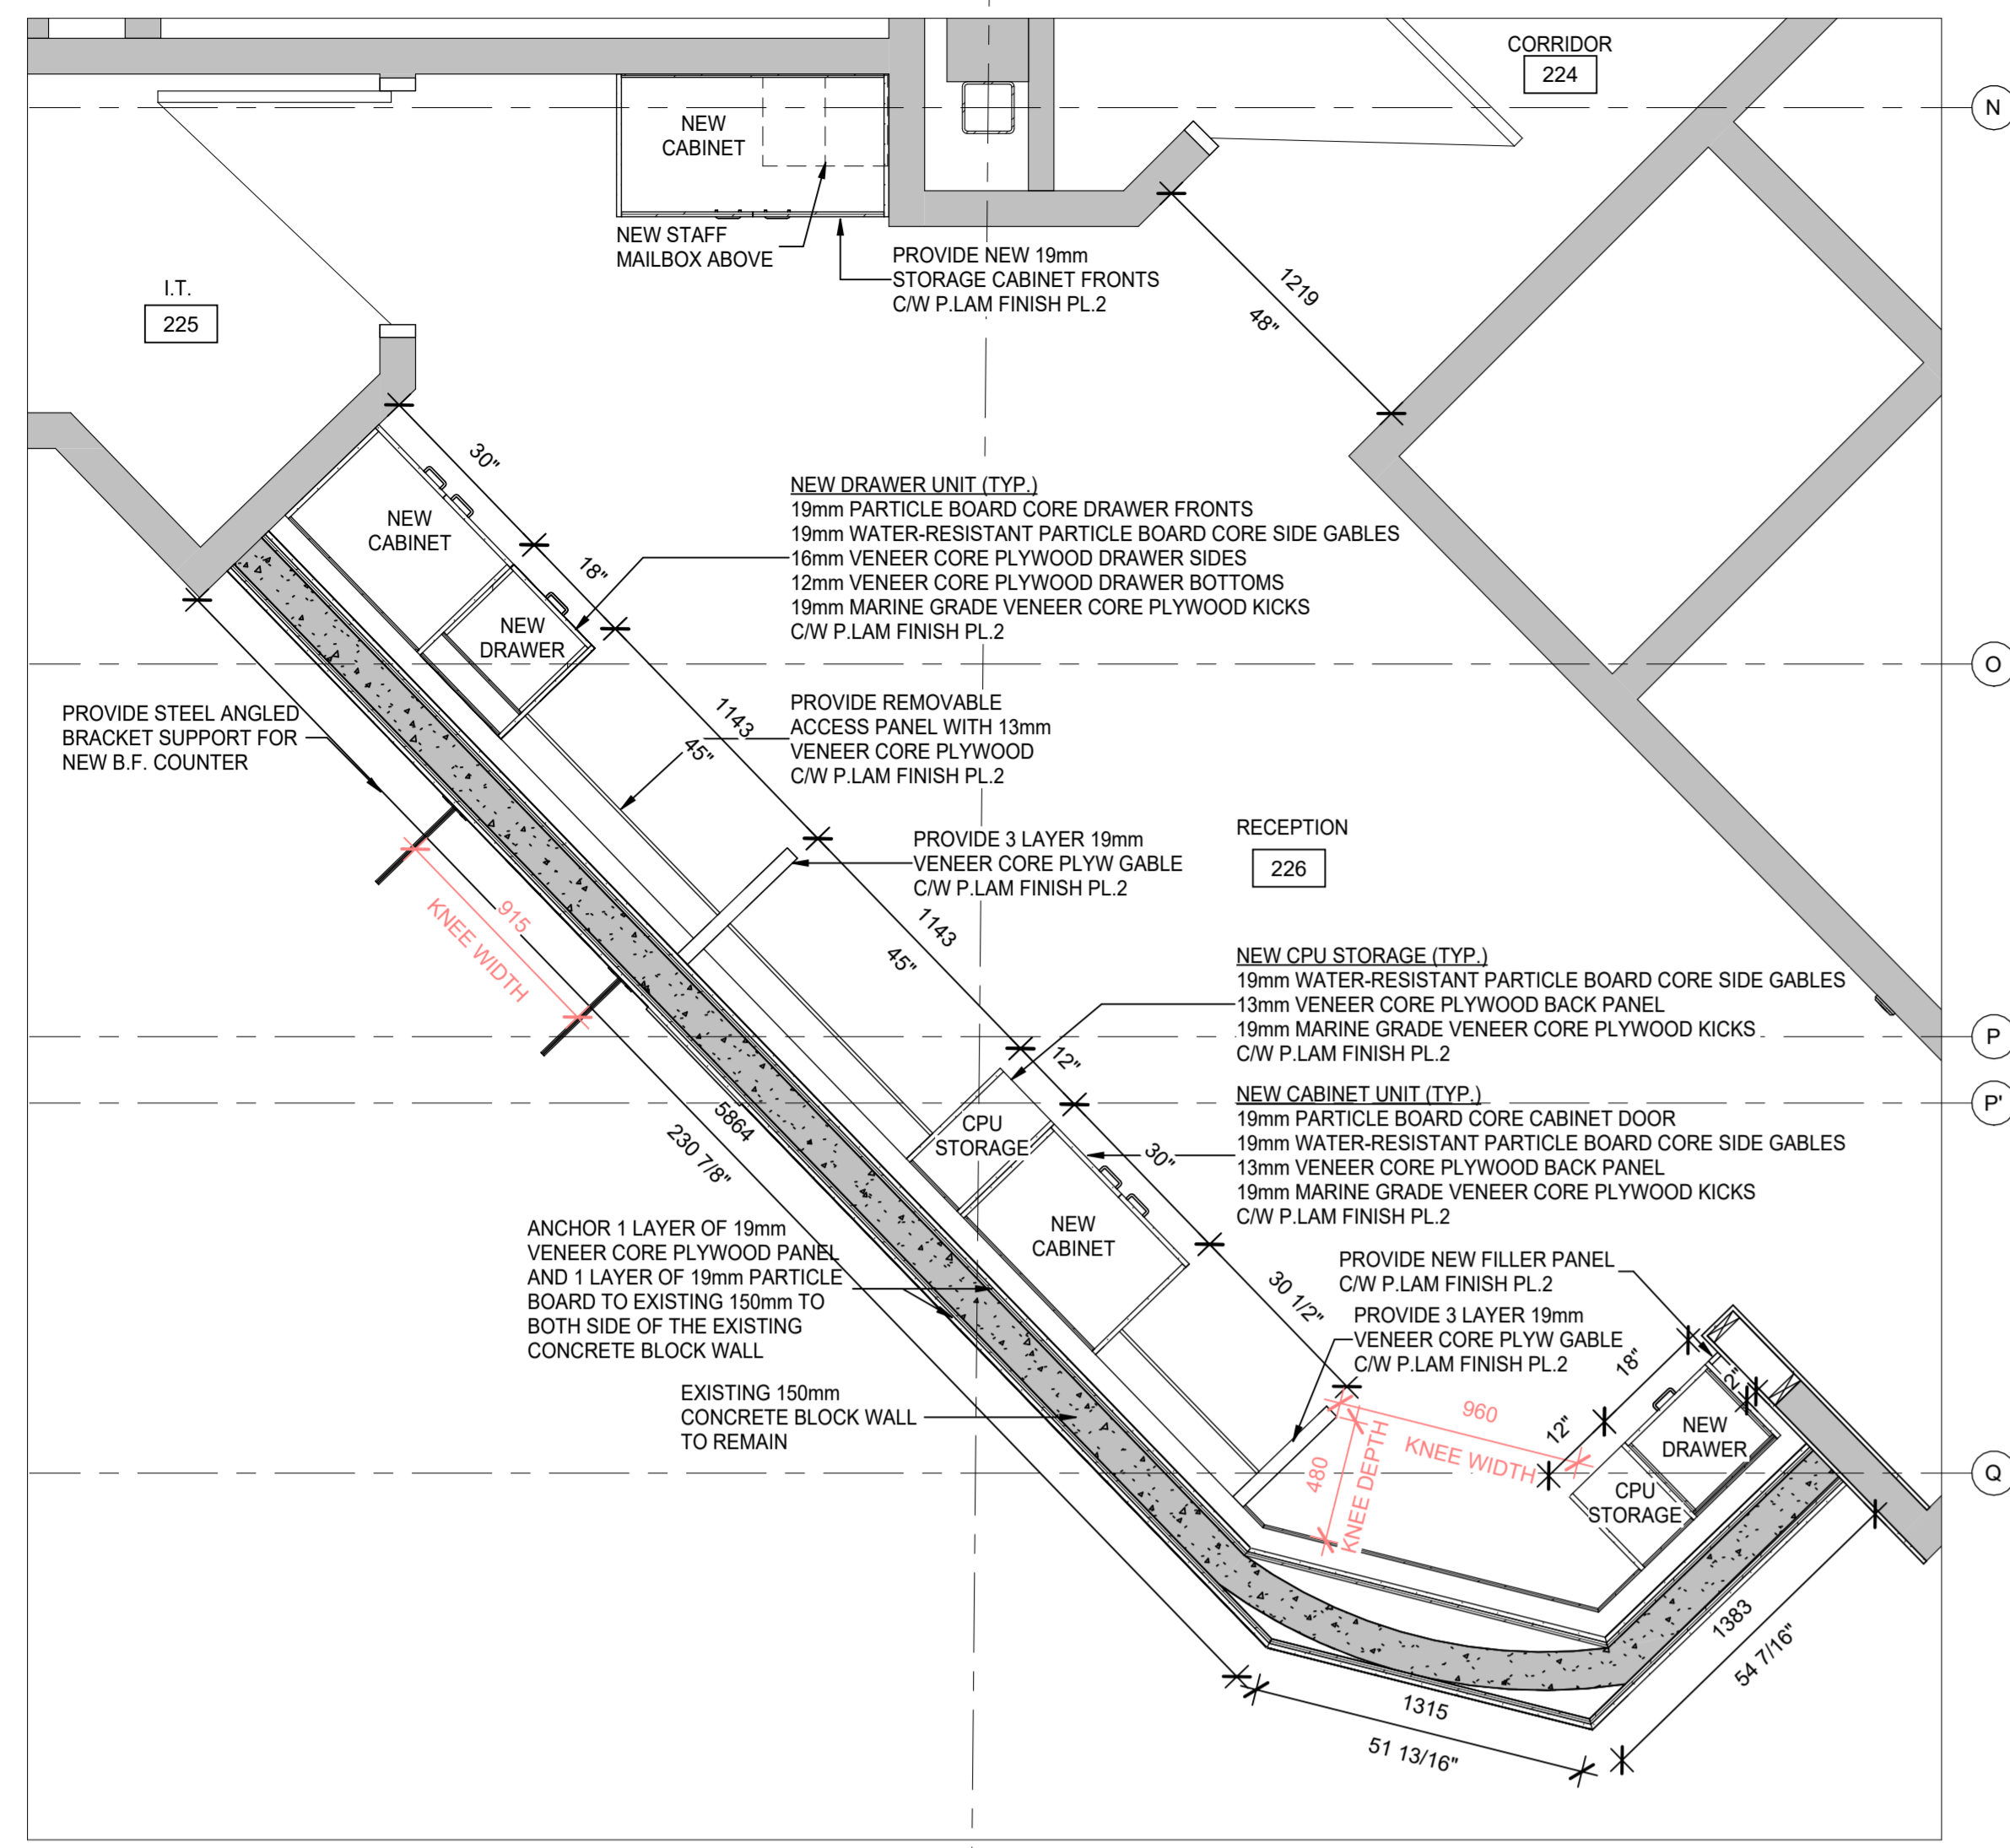 CORRIDOR
224
N
NEW
CABINET
NEW STAFF
MAILBOX ABOVE
PROVIDE NEW 19mm
STORAGE CABINET FRONTS
C/W P.LAM FINISH PL.2
I.T.
225
1219
48"
30"
NEW
CABINET
18"
NEW
DRAWER
NEW DRAWER UNIT (TYP.)
19mm PARTICLE BOARD CORE DRAWER FRONTS
19mm WATER-RESISTANT PARTICLE BOARD CORE SIDE GABLES
16mm VENEER CORE PLYWOOD DRAWER SIDES
12mm VENEER CORE PLYWOOD DRAWER BOTTOMS
19mm MARINE GRADE VENEER CORE PLYWOOD KICKS
C/W P.LAM FINISH PL.2
O
PROVIDE STEEL ANGLED
BRACKET SUPPORT FOR
NEW B.F. COUNTER
1143
45"
PROVIDE REMOVABLE
ACCESS PANEL WITH 13mm
VENEER CORE PLYWOOD
C/W P.LAM FINISH PL.2
PROVIDE 3 LAYER 19mm
VENEER CORE PLYW GABLE
C/W P.LAM FINISH PL.2
RECEPTION
226
915
KNEE WIDTH
1143
45"
NEW CPU STORAGE (TYP.)
19mm WATER-RESISTANT PARTICLE BOARD CORE SIDE GABLES
13mm VENEER CORE PLYWOOD BACK PANEL
19mm MARINE GRADE VENEER CORE PLYWOOD KICKS
C/W P.LAM FINISH PL.2
P
12"
P'
NEW CABINET UNIT (TYP.)
19mm PARTICLE BOARD CORE CABINET DOOR
19mm WATER-RESISTANT PARTICLE BOARD CORE SIDE GABLES
13mm VENEER CORE PLYWOOD BACK PANEL
19mm MARINE GRADE VENEER CORE PLYWOOD KICKS
C/W P.LAM FINISH PL.2
5864
230 7/8"
CPU
STORAGE
30"
NEW
CABINET
ANCHOR 1 LAYER OF 19mm
VENEER CORE PLYWOOD PANEL
AND 1 LAYER OF 19mm PARTICLE
BOARD TO EXISTING 150mm TO
BOTH SIDE OF THE EXISTING
CONCRETE BLOCK WALL
30 1/2"
PROVIDE NEW FILLER PANEL
C/W P.LAM FINISH PL.2
PROVIDE 3 LAYER 19mm
VENEER CORE PLYW GABLE
C/W P.LAM FINISH PL.2
18"
2"
EXISTING 150mm
CONCRETE BLOCK WALL
TO REMAIN
960
KNEE WIDTH
12"
NEW
DRAWER
480
KNEE DEPTH
CPU
STORAGE
Q
1383
54 7/16"
1315
51 13/16"